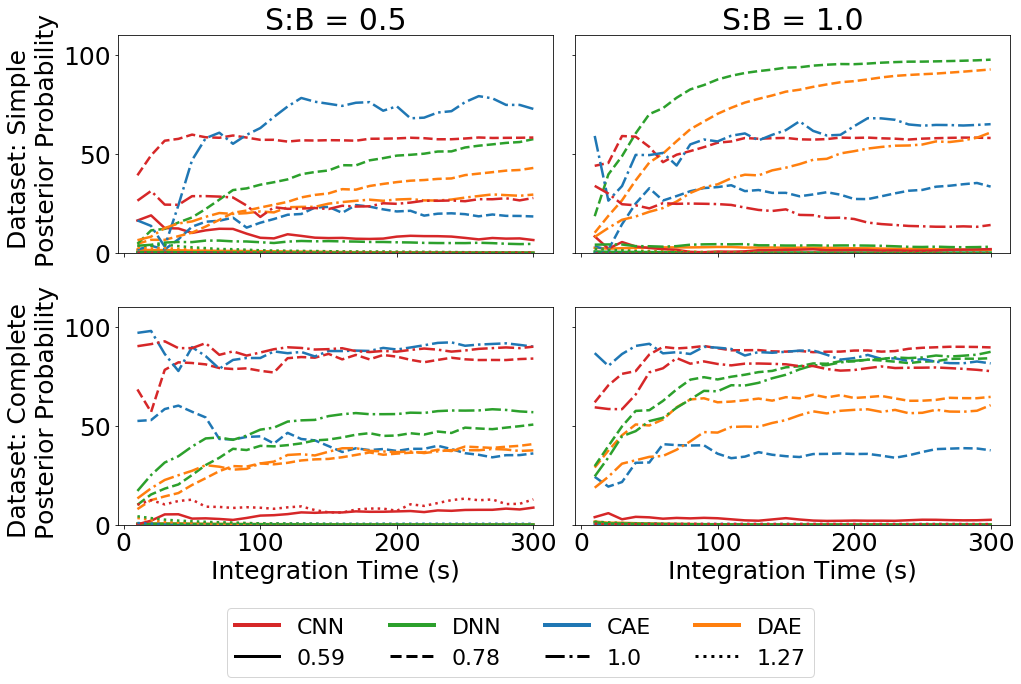 S:B = 0.5
S:B = 1.0
Dataset: Simple
Posterior Probability
100
50
0
Dataset: Complete
Posterior Probability
100
50
0
0
100
200
300
0
100
200
300
Integration Time (s)
Integration Time (s)
CNN
DNN
CAE
DAE
0.59
0.78
1.0
1.27